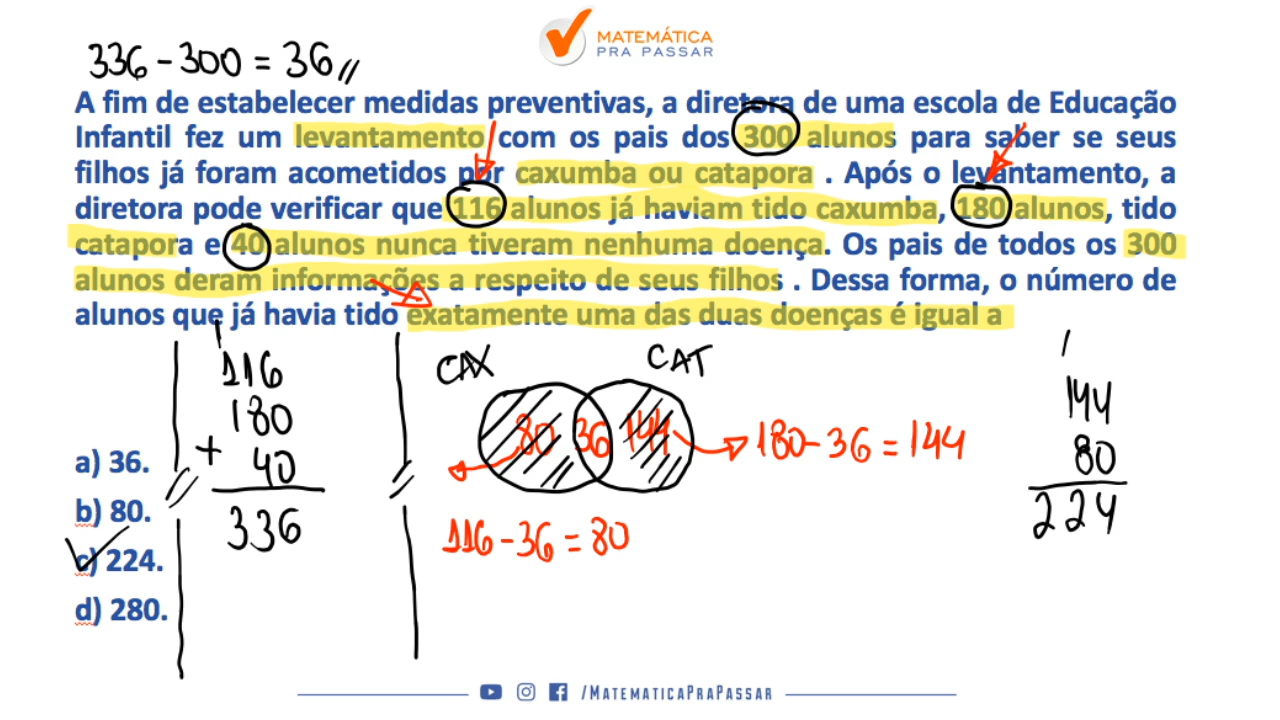 MATEMÁTICA
PRA PASSAR
336 - 300 = 36 //
A fim de estabelecer medidas preventivas, a diretora de uma escola de Educação
Infantil fez um levantamento com os pais dos 300 alunos para saber se seus
filhos já foram acometidos por caxumba ou catapora . Após o levantamento, a
diretora pode verificar que 116 alunos já haviam tido caxumba, 180 alunos, tido
catapora e 40 alunos nunca tiveram nenhuma doença. Os pais de todos os 300
alunos deram informações a respeito de seus filhos . Dessa forma, o número de
alunos que já havia tido exatamente uma das duas doenças é igual a
a) 36.
b) 80.
c) 224.
d) 280.
1
116
180
+ 40
336
CAX CAT
80 36 144
180 - 36 = 144
116 - 36 = 80
1
144
80
224
/MATEMATICAPRAPASSAR